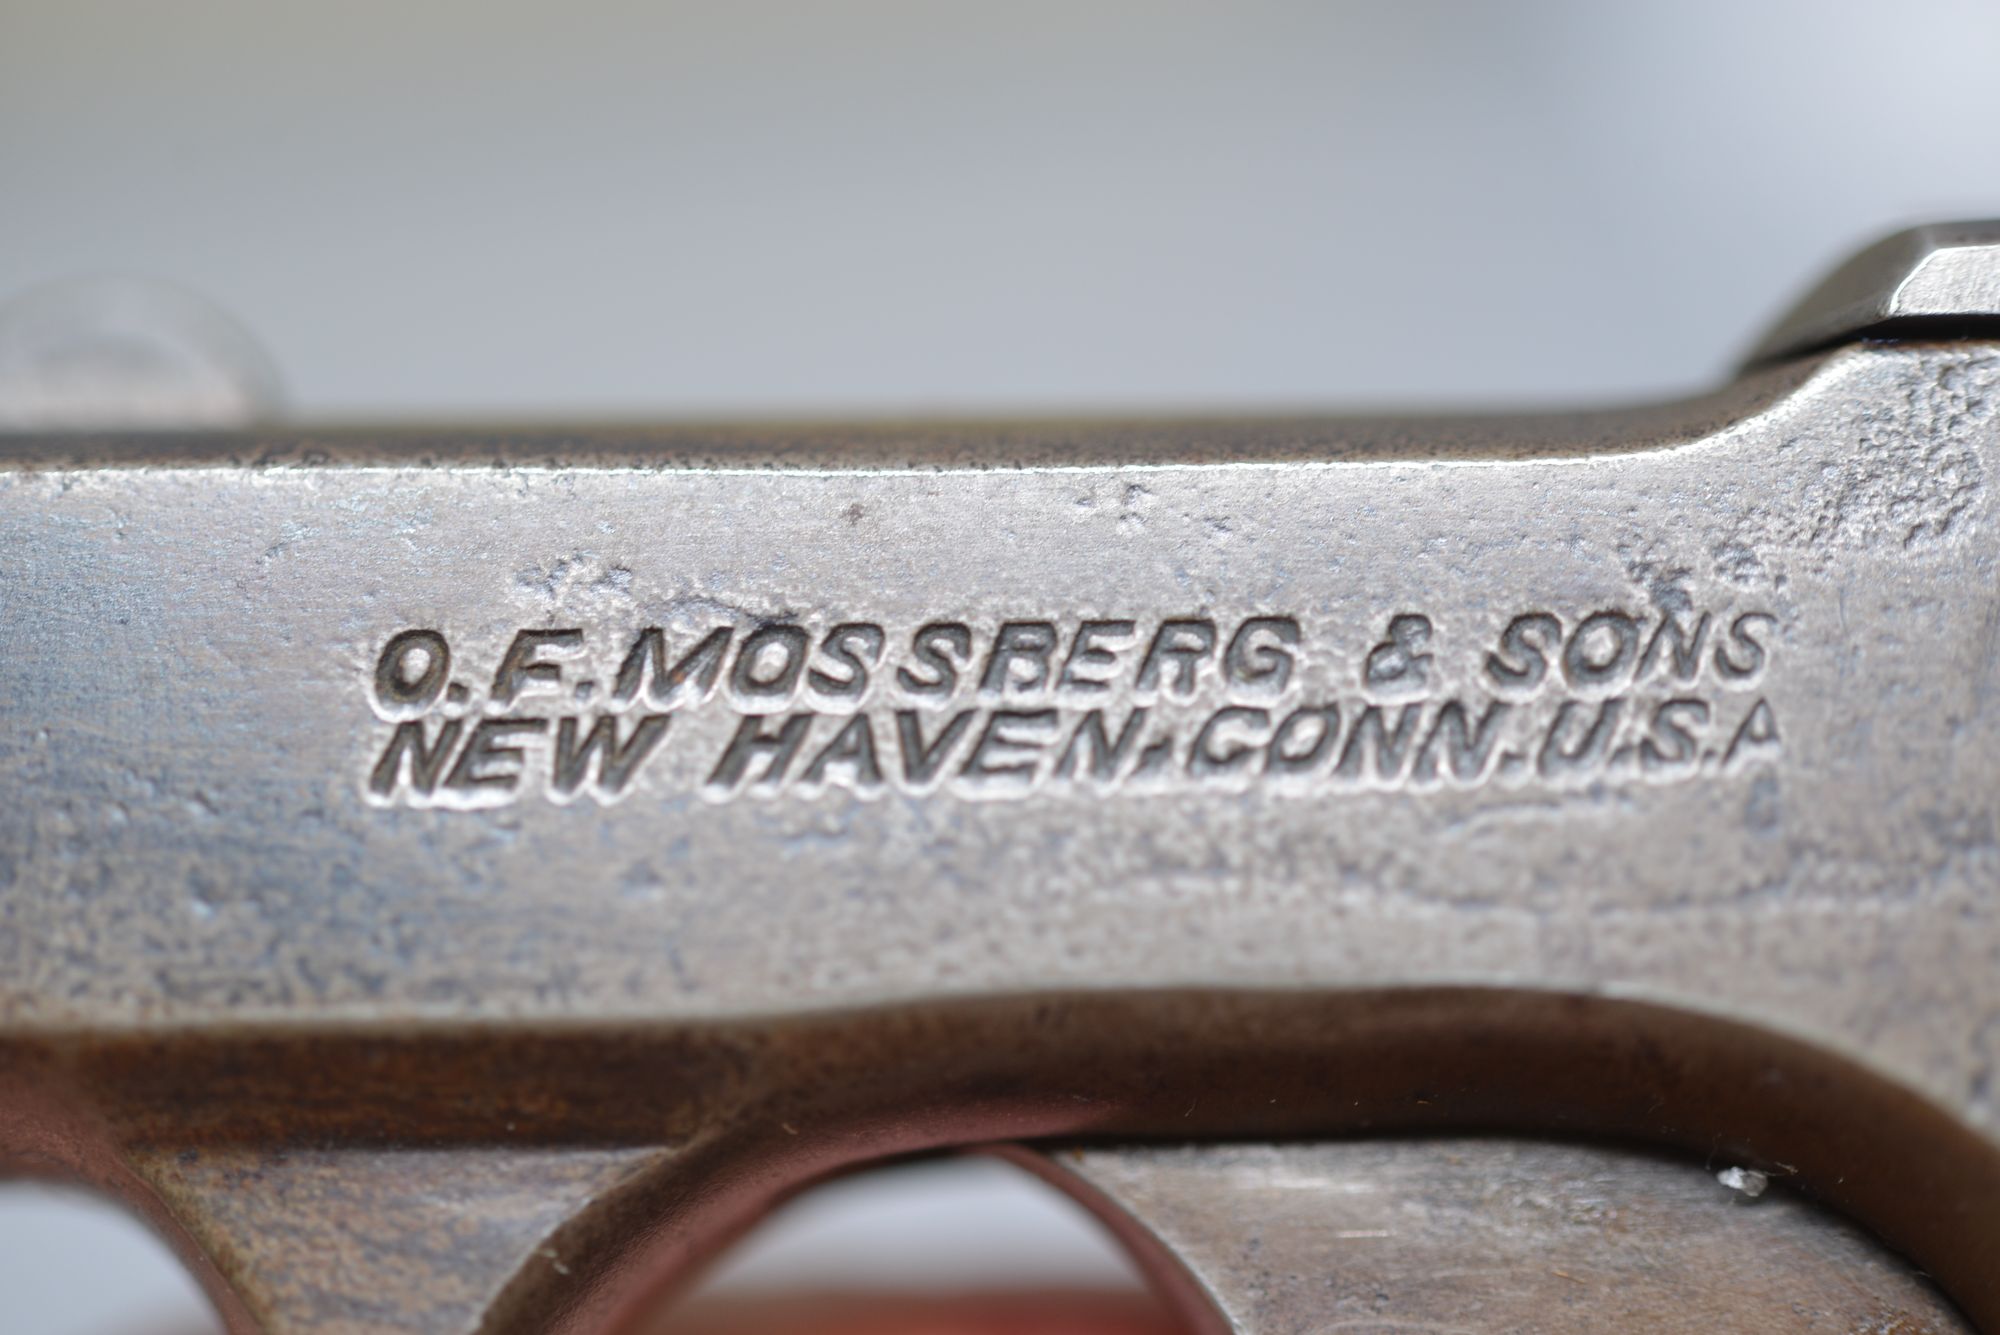 O.F. MOSSBERG & SONS
NEW HAVEN, CONN. U.S.A